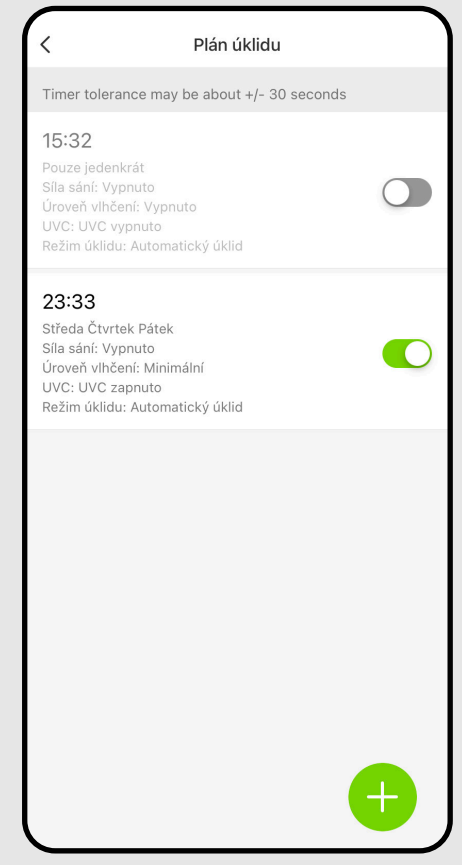 Plán úklidu
Timer tolerance may be about +/- 30 seconds
15:32
Pouze jedenkrát
Síla sání: Vypnuto
Úroveň vlhčení: Vypnuto
UVC: UVC vypnuto
Režim úklidu: Automatický úklid
23:33
Středa Čtvrtek Pátek
Síla sání: Vypnuto
Úroveň vlhčení: Minimální
UVC: UVC zapnuto
Režim úklidu: Automatický úklid